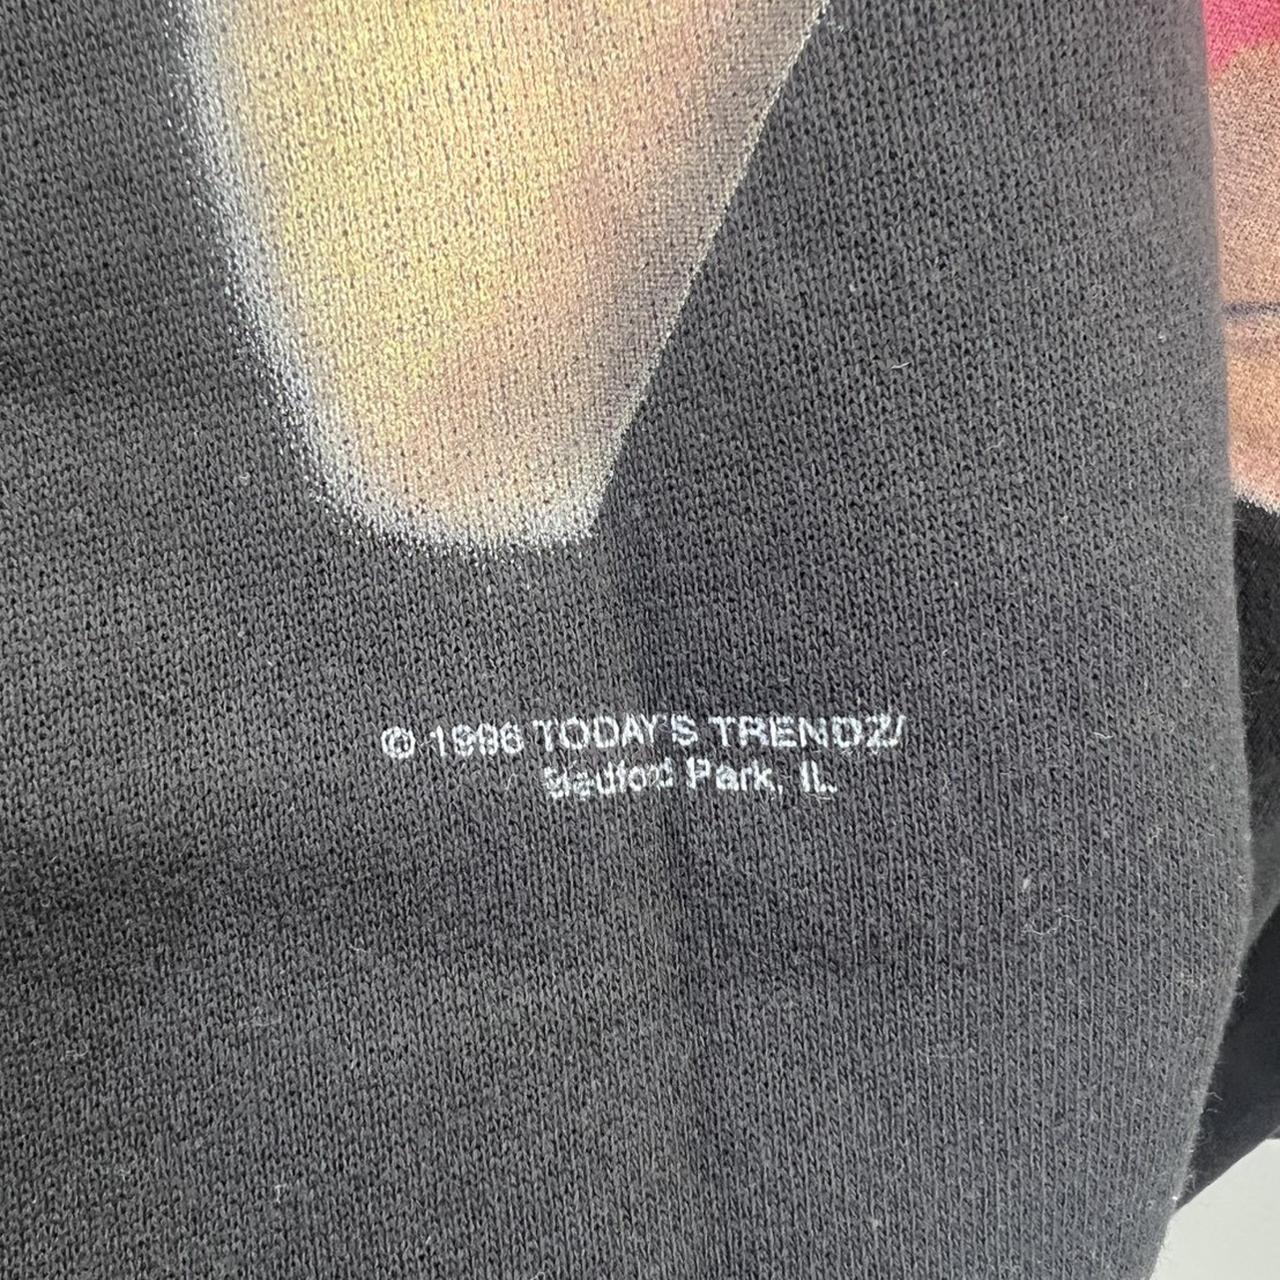 © 1996 TODAY'S TRENDZ/
Bedford Park, IL.